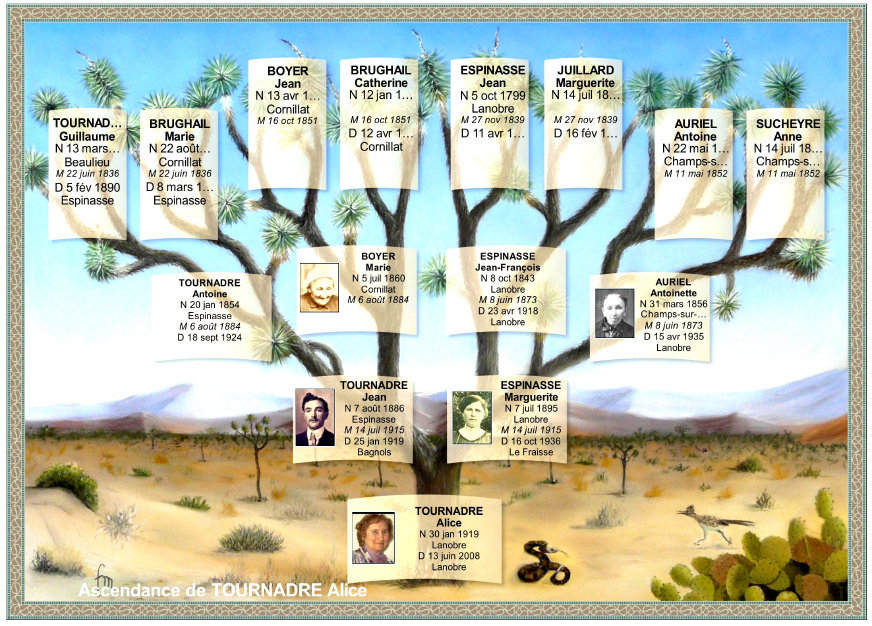 BOYER
Jean
N 13 avr 1…
Cornillat
M 16 oct 1851
BRUGHAIL
Catherine
N 12 jan 1…
M 16 oct 1851
D 12 avr 1…
Cornillat
ESPINASSE
Jean
N 5 oct 1799
Lanobre
M 27 nov 1839
D 11 avr 1…
JUILLARD
Marguerite
N 14 juil 18…
M 27 nov 1839
D 16 fév 1…
TOURNAD…
Guillaume
N 13 mars…
Beaulieu
M 22 juin 1836
D 5 fév 1890
Espinasse
BRUGHAIL
Marie
N 22 août…
Cornillat
M 22 juin 1836
D 8 mars 1…
Espinasse
AURIEL
Antoine
N 22 mai 1…
Champs-s…
M 11 mai 1852
SUCHEYRE
Anne
N 14 juil 18…
Champs-s…
M 11 mai 1852
TOURNADRE
Antoine
N 20 jan 1854
Espinasse
M 6 août 1884
D 18 sept 1924
BOYER
Marie
N 5 juil 1860
Cornillat
M 6 août 1884
ESPINASSE
Jean-François
N 8 oct 1843
Lanobre
M 8 juin 1873
D 23 avr 1918
Lanobre
AURIEL
Antoinette
N 31 mars 1856
Champs-sur-…
M 8 juin 1873
D 15 avr 1935
Lanobre
TOURNADRE
Jean
N 7 août 1886
Espinasse
M 14 juil 1915
D 25 jan 1919
Bagnols
ESPINASSE
Marguerite
N 7 juil 1895
Lanobre
M 14 juil 1915
D 16 oct 1936
Le Fraisse
TOURNADRE
Alice
N 30 jan 1919
Lanobre
D 13 juin 2008
Lanobre
fm
Ascendance de TOURNADRE Alice